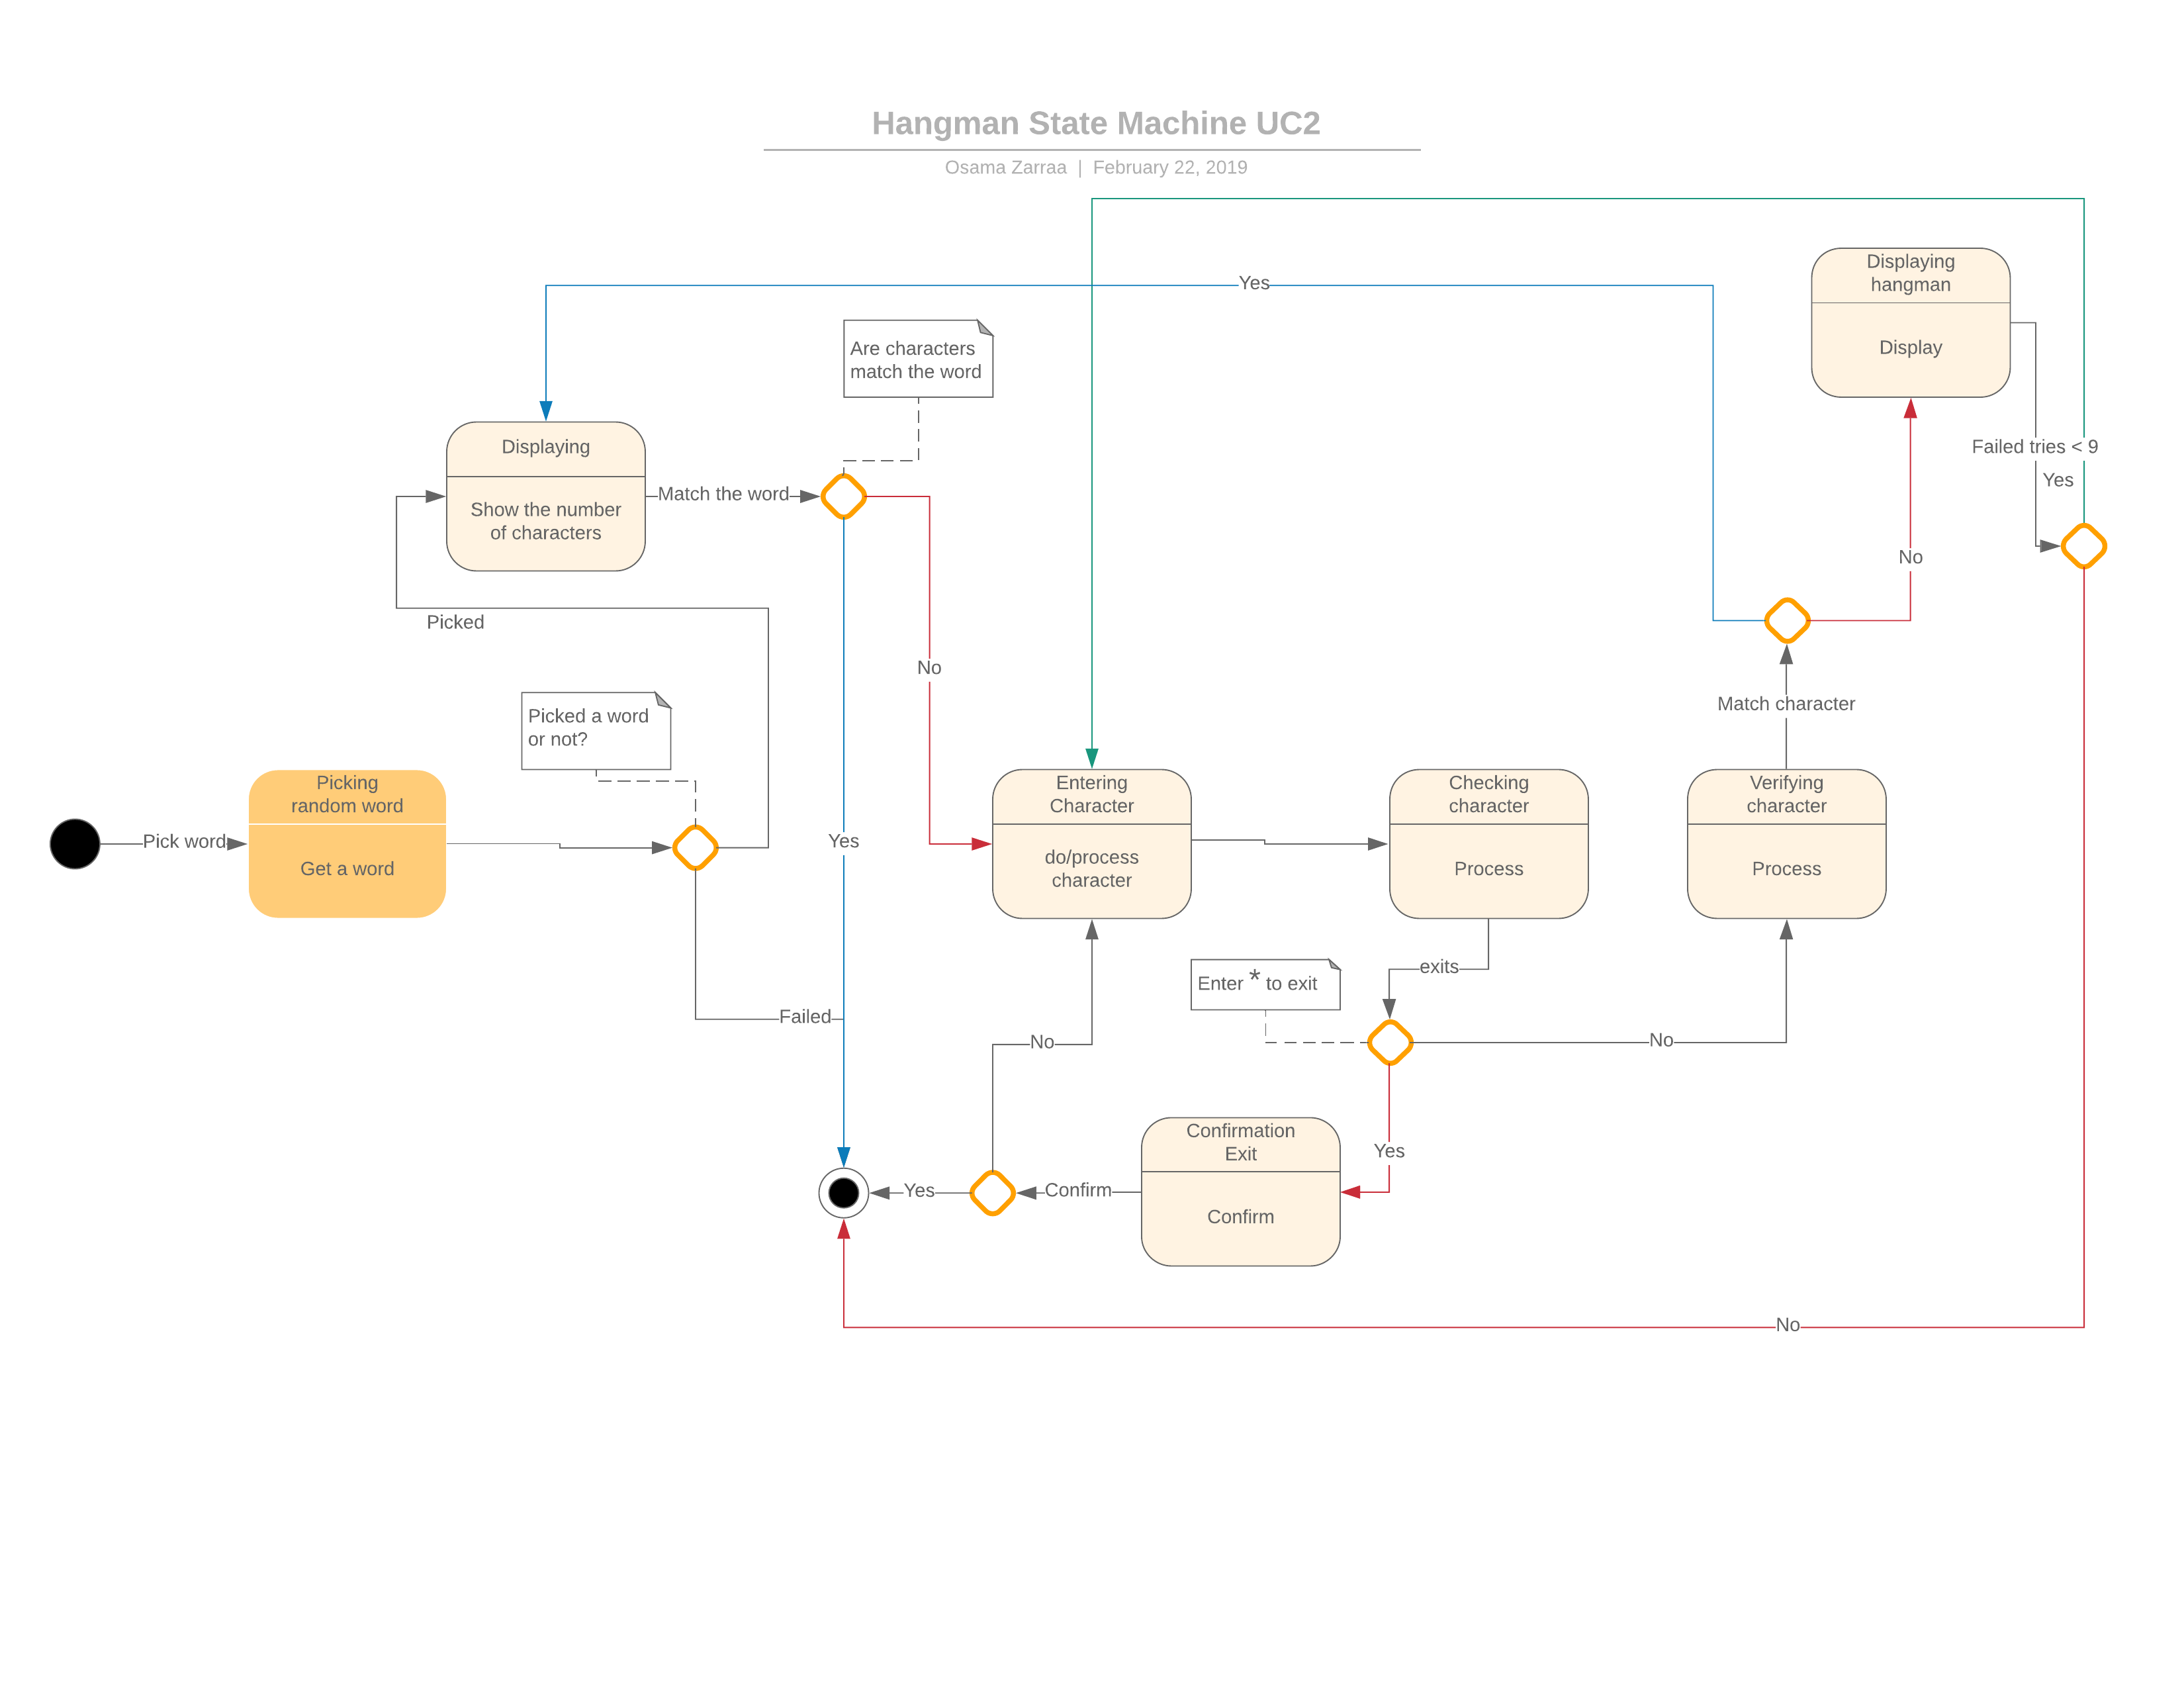 Hangman State Machine UC2
Osama Zarraa | February 22, 2019
Displaying
hangman
Display
Yes
Are characters
match the word
Displaying
Show the number
of characters
Match the word
Failed tries < 9
Yes
No
Picked
No
Match character
Picked a word
or not?
Pick word
Picking
random word
Get a word
Yes
Entering
Character
do/process
character
Checking
character
Process
Verifying
character
Process
exits
Enter * to exit
Failed
No
No
Confirmation
Exit
Confirm
Yes
Yes
Confirm
No